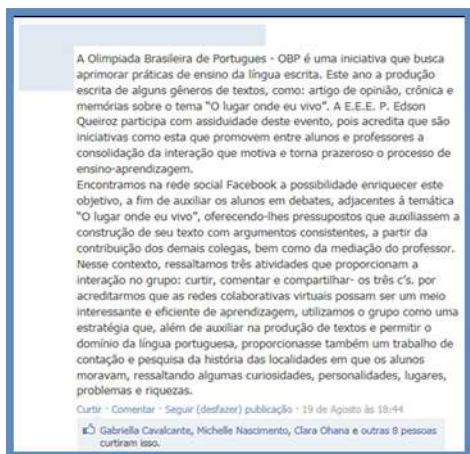 A Olimpiada Brasileira de Portugues - OBP é uma iniciativa que busca
aprimorar práticas de ensino da língua escrita. Este ano a produção
escrita de alguns gêneros de textos, como: artigo de opinião, crônica e
memórias sobre o tema "O lugar onde eu vivo". A E.E.E. P. Edson
Queiroz participa com assiduidade deste evento, pois acredita que são
iniciativas como esta que promovem entre alunos e professores a
consolidação da interação que motiva e torna prazeroso o processo de
ensino-aprendizagem.
Encontramos na rede social Facebook a possibilidade enriquecer este
objetivo, a fim de auxiliar os alunos em debates, adjacentes à temática
"O lugar onde eu vivo", oferecendo-lhes pressupostos que auxiliassem a
construção de seu texto com argumentos consistentes, a partir da
contribuição dos demais colegas, bem como da mediação do professor.
Nesse contexto, ressaltamos três atividades que proporcionam a
interação no grupo: curtir, comentar e compartilhar- os três c's. por
acreditarmos que as redes colaborativas virtuais possam ser um meio
interessante e eficiente de aprendizagem, utilizamos o grupo como uma
estratégia que, além de auxiliar na produção de textos e permitir o
domínio da língua portuguesa, proporcionasse também um trabalho de
contação e pesquisa da história das localidades em que os alunos
moravam, ressaltando algumas curiosidades, personalidades, lugares,
problemas e riquezas.
Curtir · Comentar · Seguir (desfazer) publicação · 19 de Agosto às 18:44
Gabriella Cavalcante, Michelle Nascimento, Clara Ohana e outras 8 pessoas
curtiram isso.